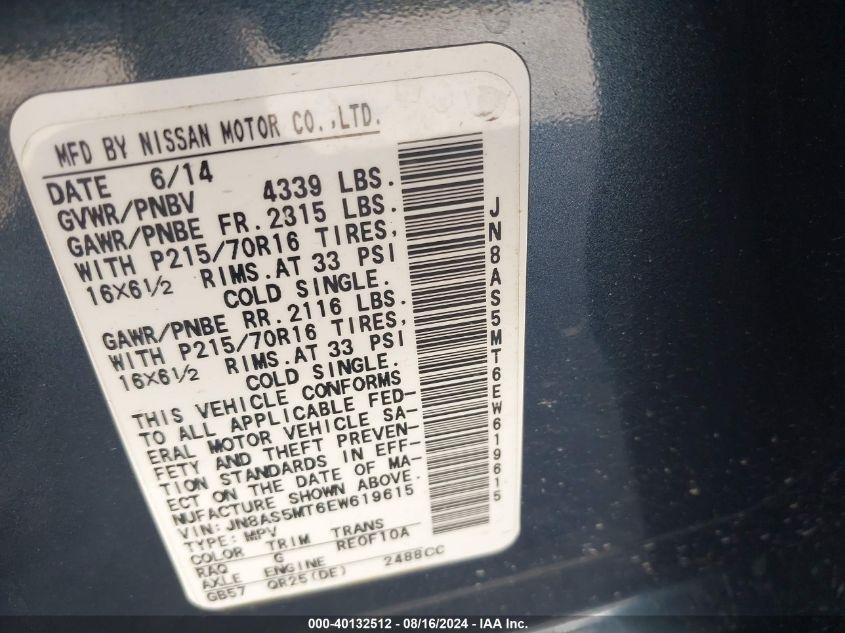 MFD BY NISSAN MOTOR CO.,LTD.
DATE 6/14
GVWR/PNBV 4339 LBS.
GAWR/PNBE FR.2315 LBS.
WITH P215/70R16 TIRES,
16X6½ RIMS.AT 33 PSI
COLD SINGLE.
GAWR/PNBE RR.2116 LBS.
WITH P215/70R16 TIRES,
16X6½ RIMS.AT 33 PSI
COLD SINGLE.
THIS VEHICLE CONFORMS
TO ALL APPLICABLE FED-
ERAL MOTOR VEHICLE SA-
FETY AND THEFT PREVEN-
TION STANDARDS IN EFF-
ECT ON THE DATE OF MA-
NUFACTURE SHOWN ABOVE.
VIN: JN8AS5MT6EW619615
TYPE: MPV
COLOR TRIM TRANS
RAQ G RE0F10A
AXLE ENGINE
GB57 QR25(DE) 2488CC
JN8AS5MT6EW619615
000-40132512 - 08/16/2024 - IAA Inc.